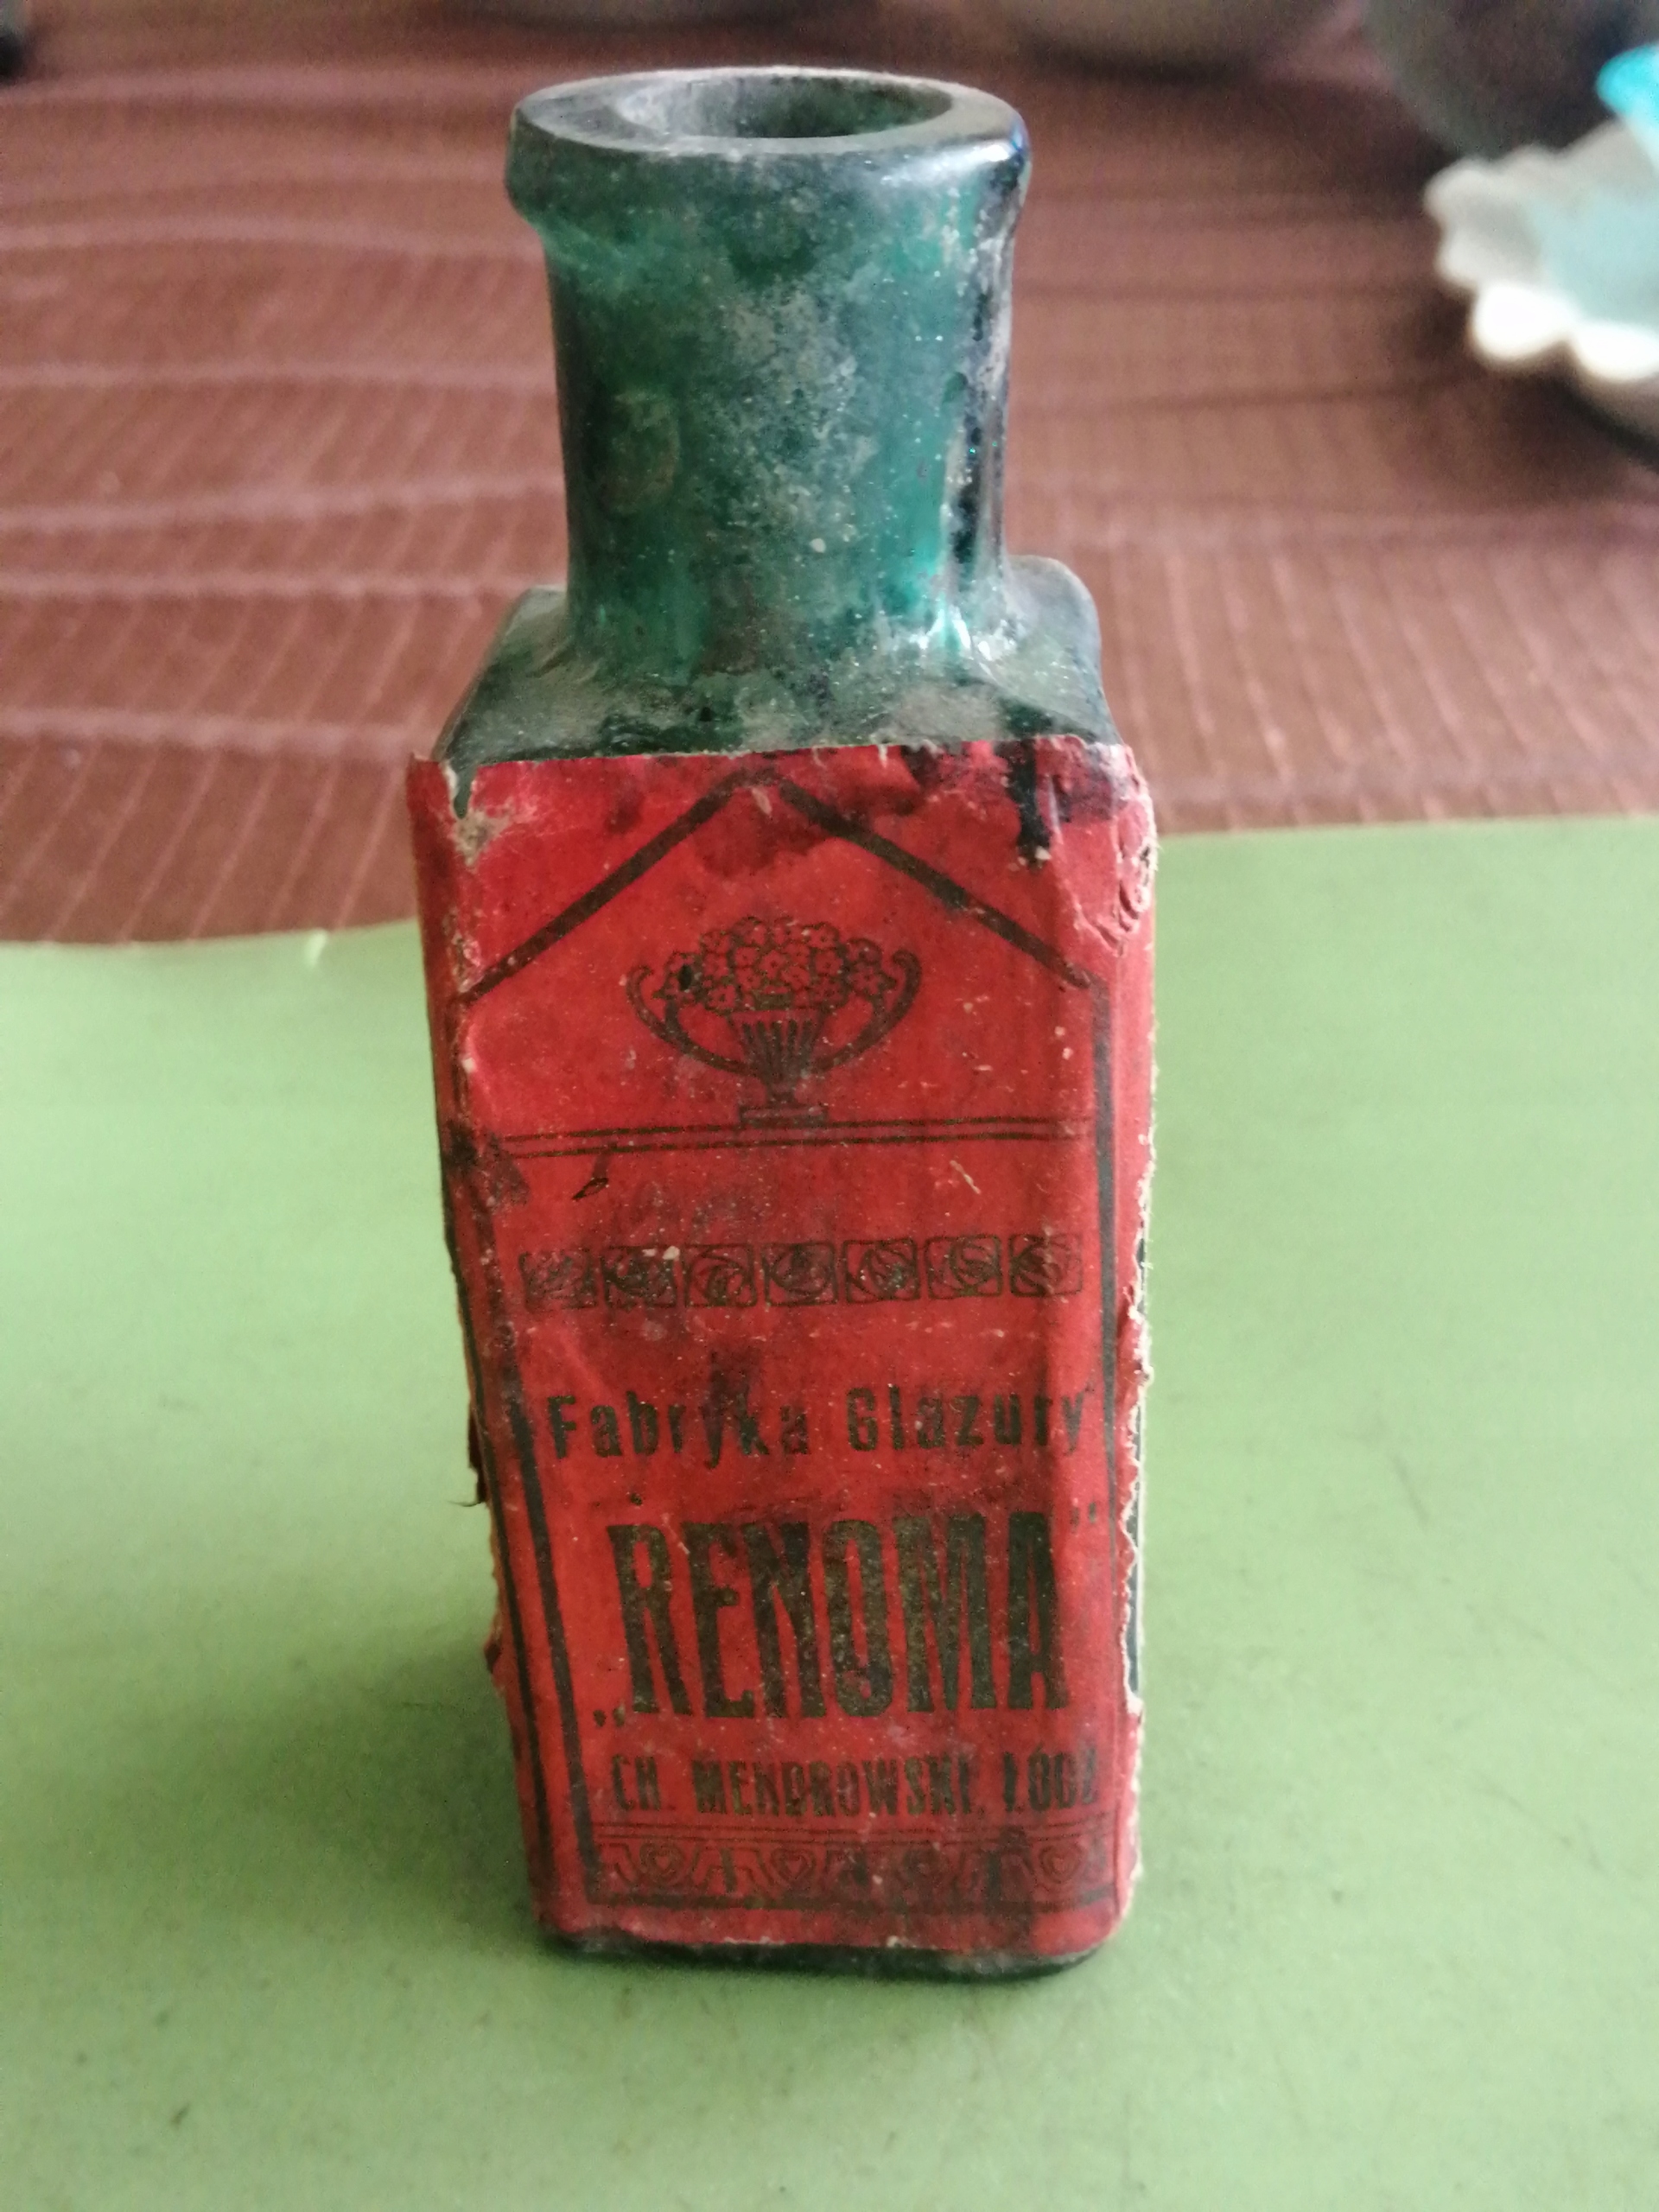 Fabryka Glazury
„RENOMA"
CH. MENDROWSKI, ŁÓDŹ